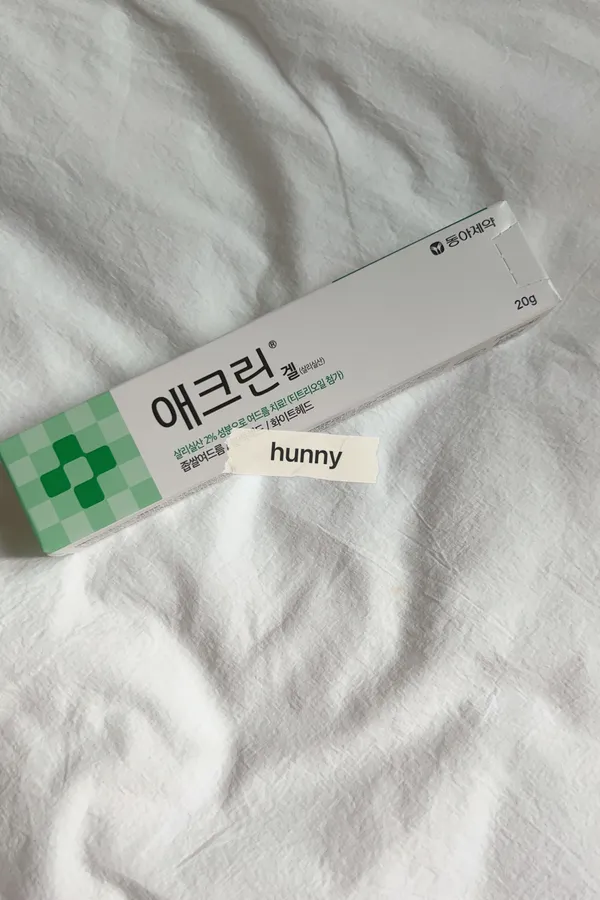 동아제약
20g
애크린® 겔 (살리실산)
살리실산 2% 성분으로 여드름 치료! (티트리오일 첨가)
좁쌀여드름 / 화이트헤드
hunny